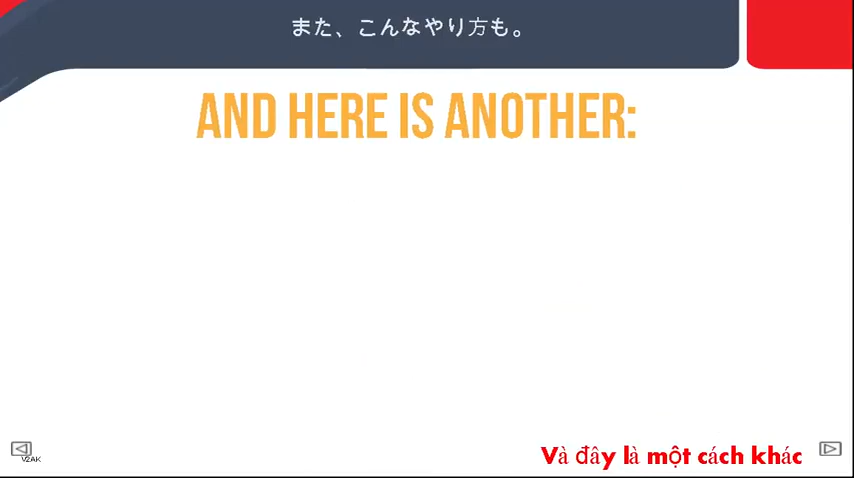 また、こんなやり方も。
AND HERE IS ANOTHER:
V2AK
Và đây là một cách khác